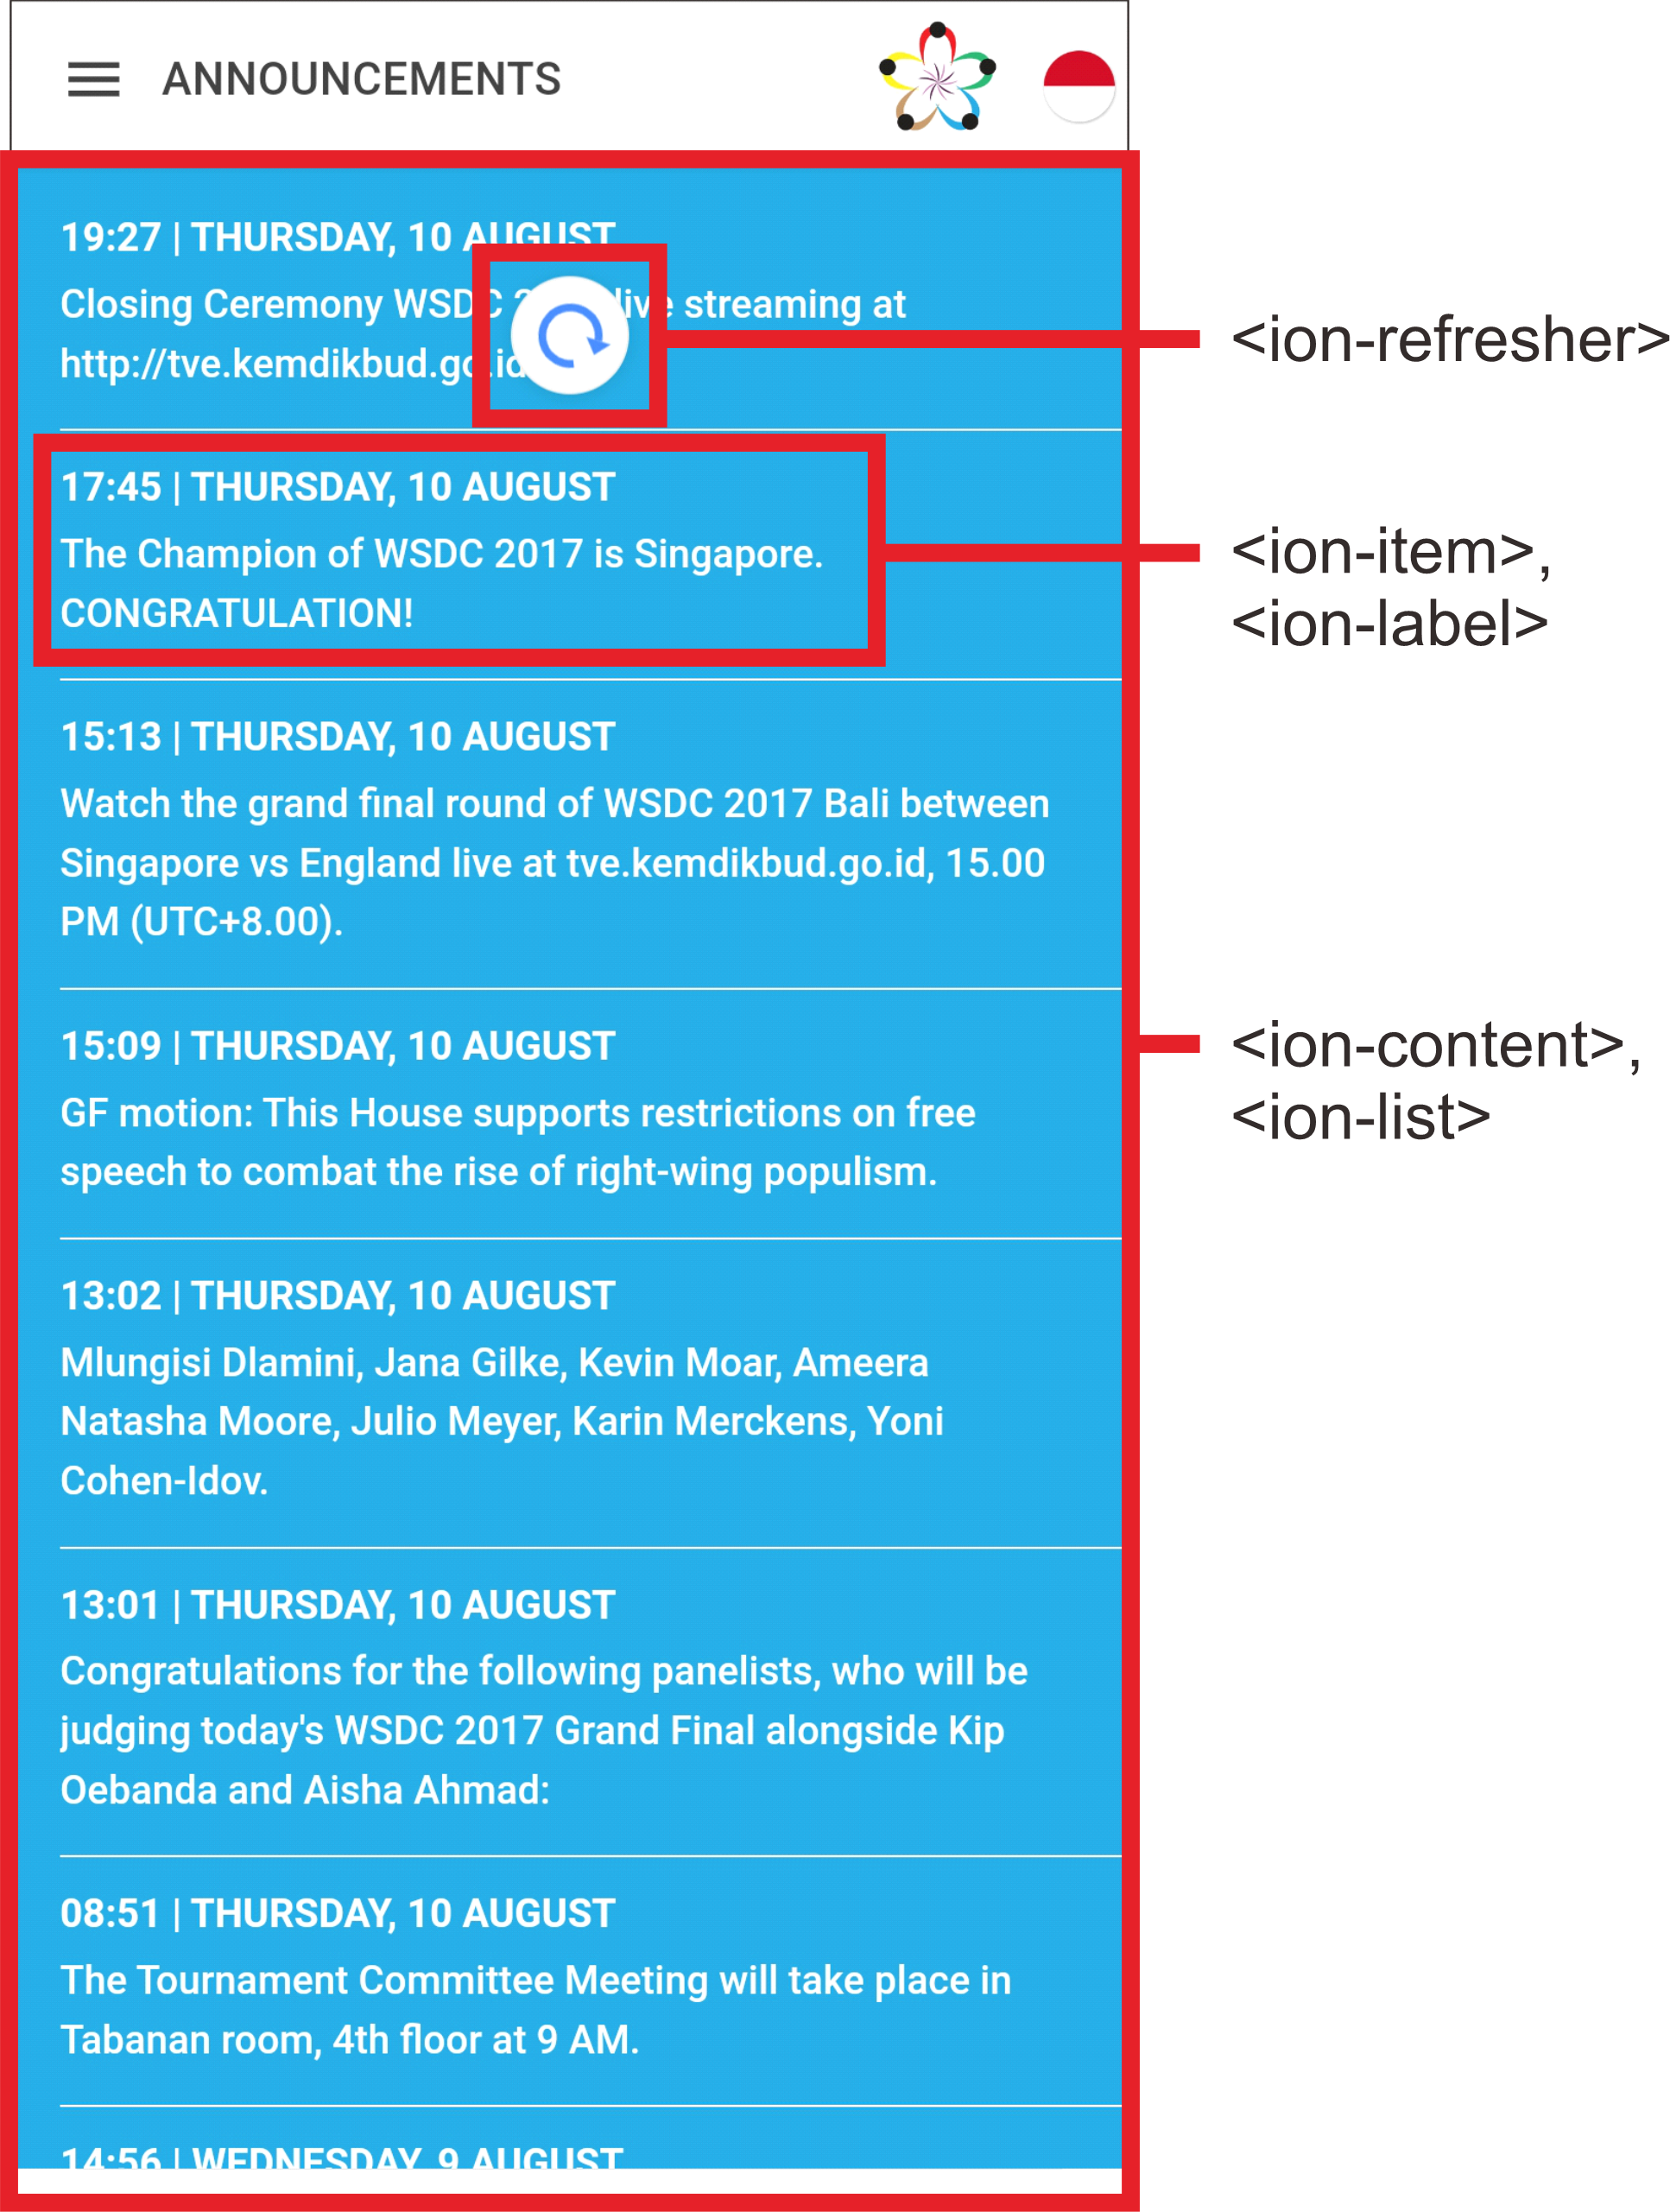 ANNOUNCEMENTS
19:27 | THURSDAY, 10 AUGUST
Closing Ceremony WSDC live streaming at
http://tve.kemdikbud.go.id
<ion-refresher>
17:45 | THURSDAY, 10 AUGUST
The Champion of WSDC 2017 is Singapore.
CONGRATULATION!
<ion-item>,
<ion-label>
15:13 | THURSDAY, 10 AUGUST
Watch the grand final round of WSDC 2017 Bali between
Singapore vs England live at tve.kemdikbud.go.id, 15.00
PM (UTC+8.00).
15:09 | THURSDAY, 10 AUGUST
GF motion: This House supports restrictions on free
speech to combat the rise of right-wing populism.
<ion-content>,
<ion-list>
13:02 | THURSDAY, 10 AUGUST
Mlungisi Dlamini, Jana Gilke, Kevin Moar, Ameera
Natasha Moore, Julio Meyer, Karin Merckens, Yoni
Cohen-Idov.
13:01 | THURSDAY, 10 AUGUST
Congratulations for the following panelists, who will be
judging today's WSDC 2017 Grand Final alongside Kip
Oebanda and Aisha Ahmad:
08:51 | THURSDAY, 10 AUGUST
The Tournament Committee Meeting will take place in
Tabanan room, 4th floor at 9 AM.
14:56 | WEDNESDAY, 9 AUGUST